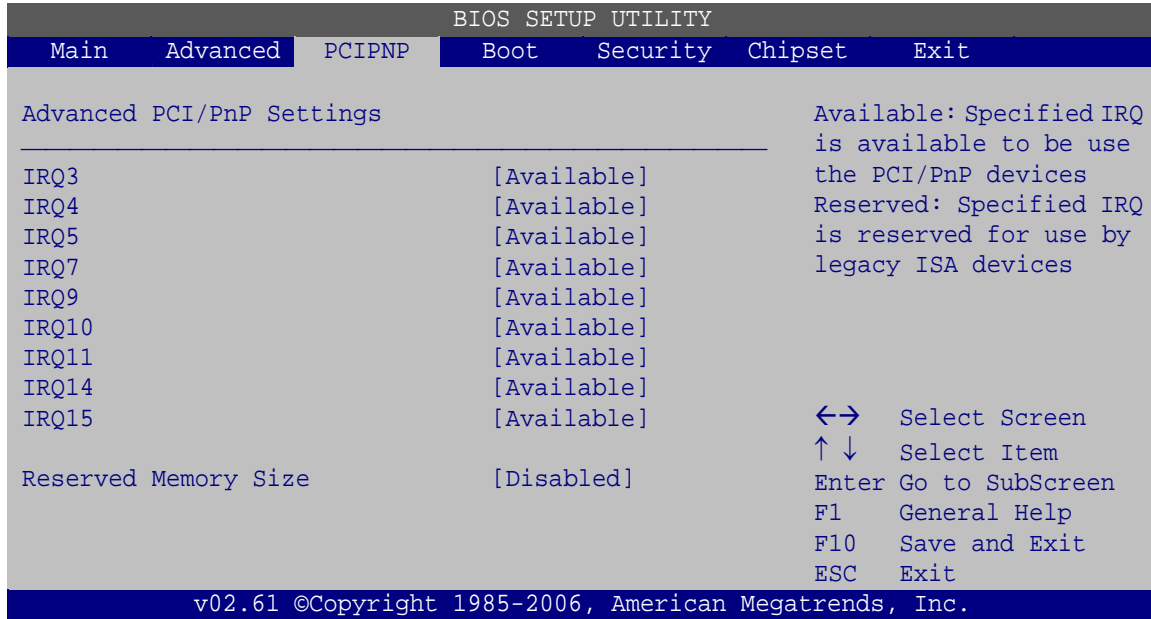 BIOS SETUP UTILITY
Main Advanced PCIPNP Boot Security Chipset Exit
Advanced PCI/PnP Settings
IRQ3 [Available]
IRQ4 [Available]
IRQ5 [Available]
IRQ7 [Available]
IRQ9 [Available]
IRQ10 [Available]
IRQ11 [Available]
IRQ14 [Available]
IRQ15 [Available]
Reserved Memory Size [Disabled]
Available: Specified IRQ
is available to be use
the PCI/PnP devices
Reserved: Specified IRQ
is reserved for use by
legacy ISA devices
←→ Select Screen
↑ ↓ Select Item
Enter Go to SubScreen
F1 General Help
F10 Save and Exit
ESC Exit
v02.61 ©Copyright 1985-2006, American Megatrends, Inc.